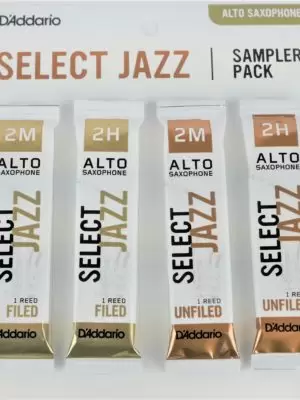 D'Addario
ALTO SAXOPHONE
SELECT JAZZ
SAMPLER
PACK
2M
ALTO
SAXOPHONE
SELECT
JAZZ
1 REED
FILED
D'Addario
2H
ALTO
SAXOPHONE
SELECT
JAZZ
1 REED
FILED
D'Addario
2M
ALTO
SAXOPHONE
SELECT
JAZZ
1 REED
UNFILED
D'Addario
2H
ALTO
SAXOPHONE
SELECT
JAZZ
1 REED
UNFILED
D'Addario